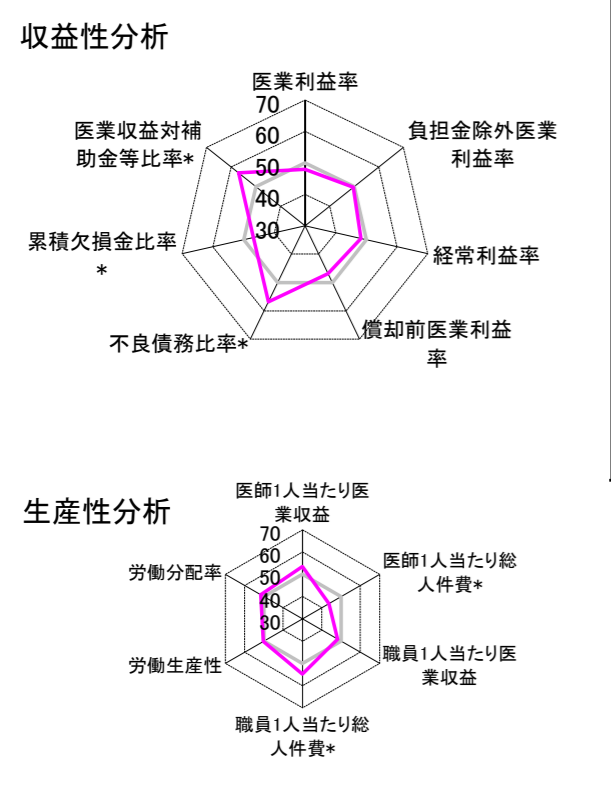 収益性分析
医業利益率
70
60
50
40
30
負担金除外医業
利益率
経常利益率
償却前医業利益
率
不良債務比率*
累積欠損金比率
*
医業収益対補
助金等比率*
生産性分析
医師1人当たり医
業収益
70
60
50
40
30
医師1人当たり総
人件費*
職員1人当たり医
業収益
職員1人当たり総
人件費*
労働生産性
労働分配率